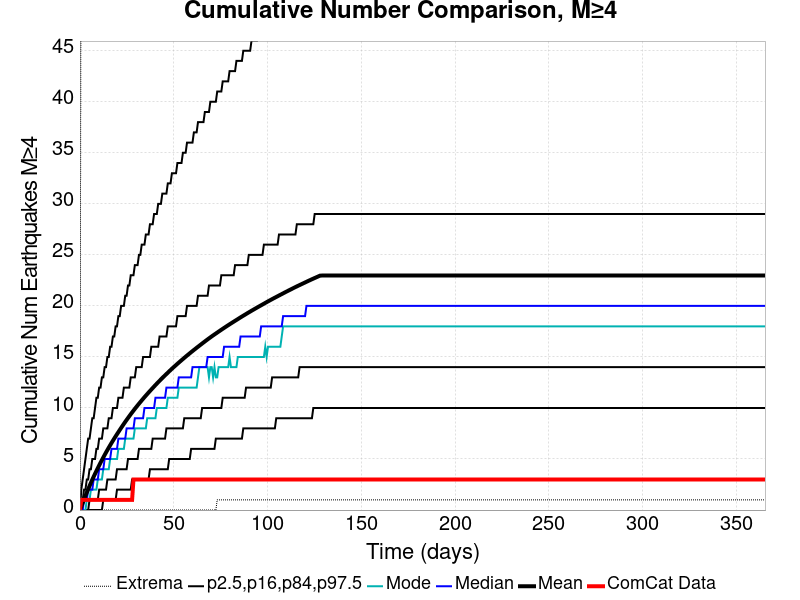 Cumulative Number Comparison, M≥4
Cumulative Num Earthquakes M≥4
45
40
35
30
25
20
15
10
5
0
0 50 100 150 200 250 300 350
Time (days)
Extrema p2.5,p16,p84,p97.5 Mode Median Mean ComCat Data